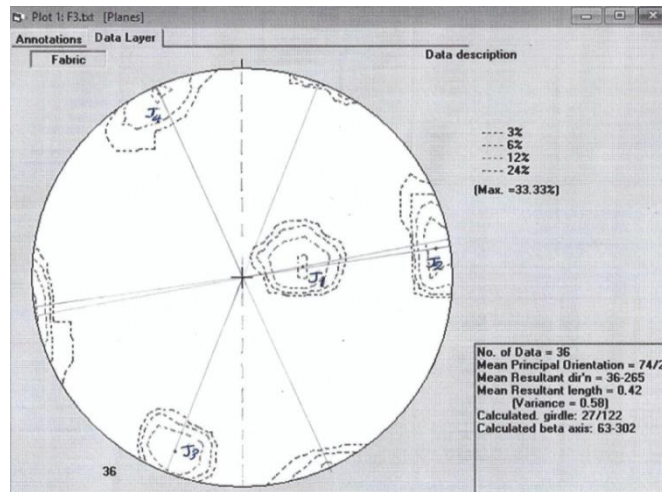 Plot 1: F3.txt [Planes]
Annotations Data Layer
Fabric
Data description
3%
6%
12%
24%
(Max. =33.33%)
J4
J2
J1
J3
36
No. of Data = 36
Mean Principal Orientation = 74/2
Mean Resultant dir'n = 36-265
Mean Resultant length = 0.42
(Variance = 0.58)
Calculated. girdle: 27/122
Calculated beta axis: 63-302